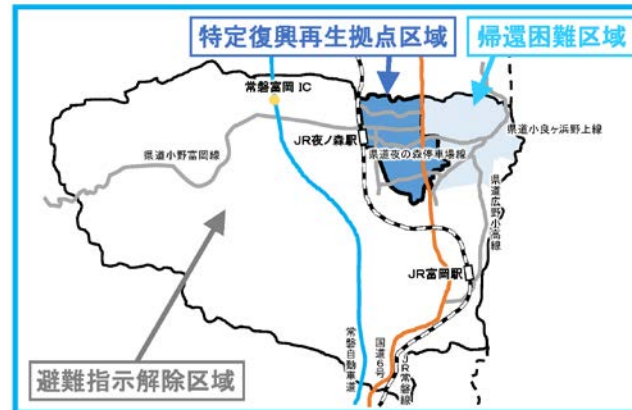 特定復興再生拠点区域
帰還困難区域
常磐富岡 IC
JR夜ノ森駅
県道小良ヶ浜野上線
県道夜の森停車場線
県道小野富岡線
県道広野小高線
JR富岡駅
避難指示解除区域
常磐自動車道
国道6号
JR常磐線